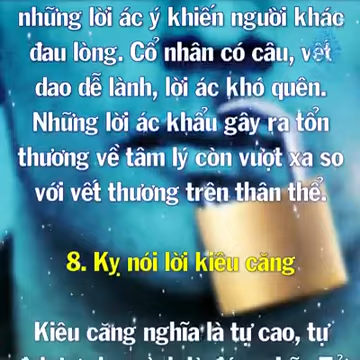 những lời ác ý khiến người khác
đau lòng. Cổ nhân có câu, vết
dao dễ lành, lời ác khó quên.
Những lời ác khẩu gây ra tổn
thương về tâm lý còn vượt xa so
với vết thương trên thân thể.
8. Kỵ nói lời kiêu căng
Kiêu căng nghĩa là tự cao, tự